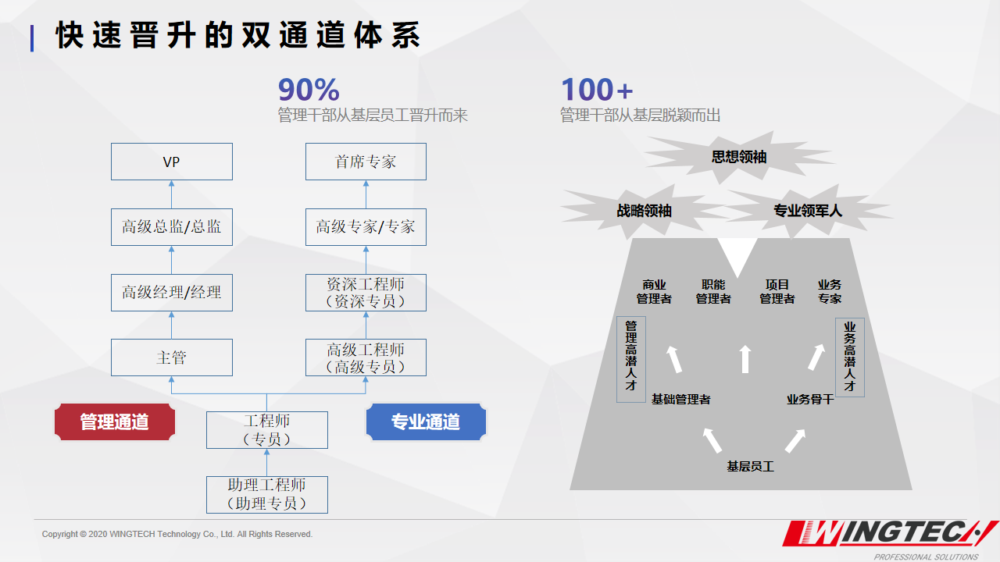 快速晋升的双通道体系
90%
管理干部从基层员工晋升而来
100+
管理干部从基层脱颖而出
VP
高级总监/总监
高级经理/经理
主管
首席专家
高级专家/专家
资深工程师
（资深专员）
高级工程师
（高级专员）
管理通道
专业通道
工程师
（专员）
助理工程师
（助理专员）
思想领袖
战略领袖
专业领军人
商业
管理者
职能
管理者
项目
管理者
业务
专家
管理高潜人才
业务高潜人才
基础管理者
业务骨干
基层员工
Copyright © 2020 WINGTECH Technology Co., Ltd. All Rights Reserved.
WINGTECH
PROFESSIONAL SOLUTIONS